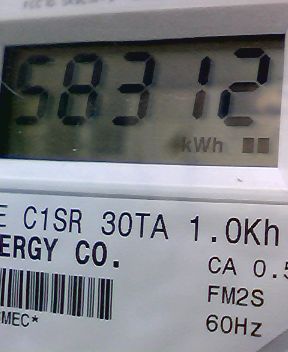 58312
kWh
E C1SR 30TA 1.0Kh
ERGY CO.
CA 0.5
FM2S
MEC*
60Hz